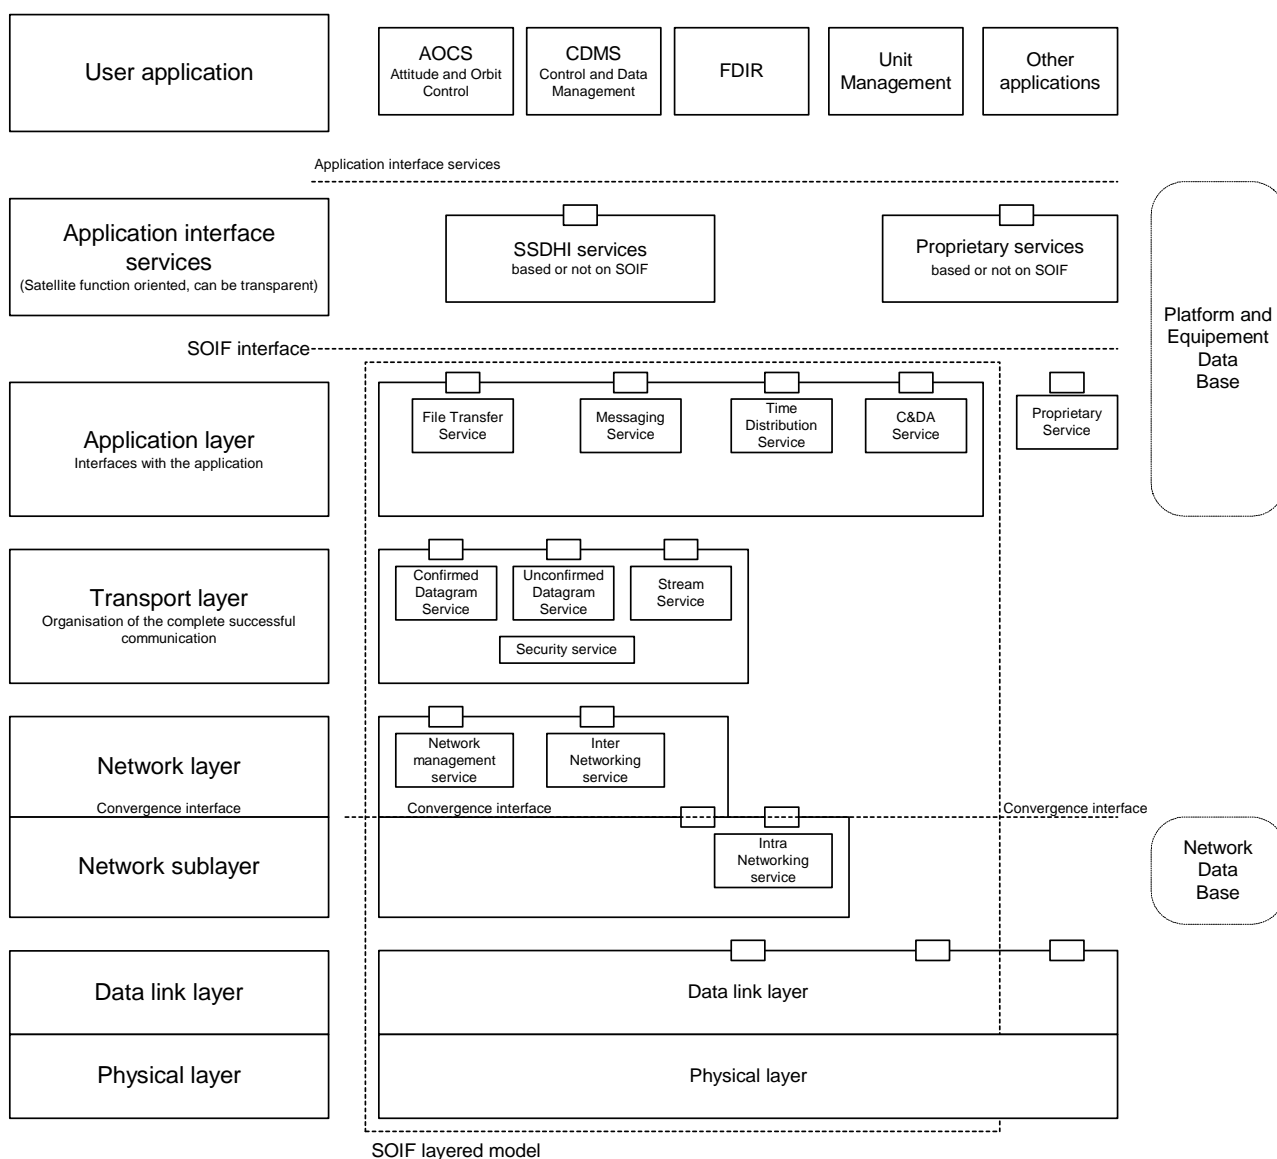 User application
AOCS
Attitude and Orbit
Control
CDMS
Control and Data
Management
FDIR
Unit
Management
Other
applications
Application interface services
Application interface
services
(Satellite function oriented, can be transparent)
SSDHI services
based or not on SOIF
Proprietary services
based or not on SOIF
Platform and
Equipement
Data
Base
SOIF interface
Application layer
Interfaces with the application
File Transfer
Service
Messaging
Service
Time
Distribution
Service
C&DA
Service
Proprietary
Service
Transport layer
Organisation of the complete successful
communication
Confirmed
Datagram
Service
Unconfirmed
Datagram
Service
Stream
Service
Security service
Network layer
Network
management
service
Inter
Networking
service
Convergence interface
Convergence interface
Convergence interface
Network sublayer
Intra
Networking
service
Network
Data
Base
Data link layer
Data link layer
Physical layer
Physical layer
SOIF layered model